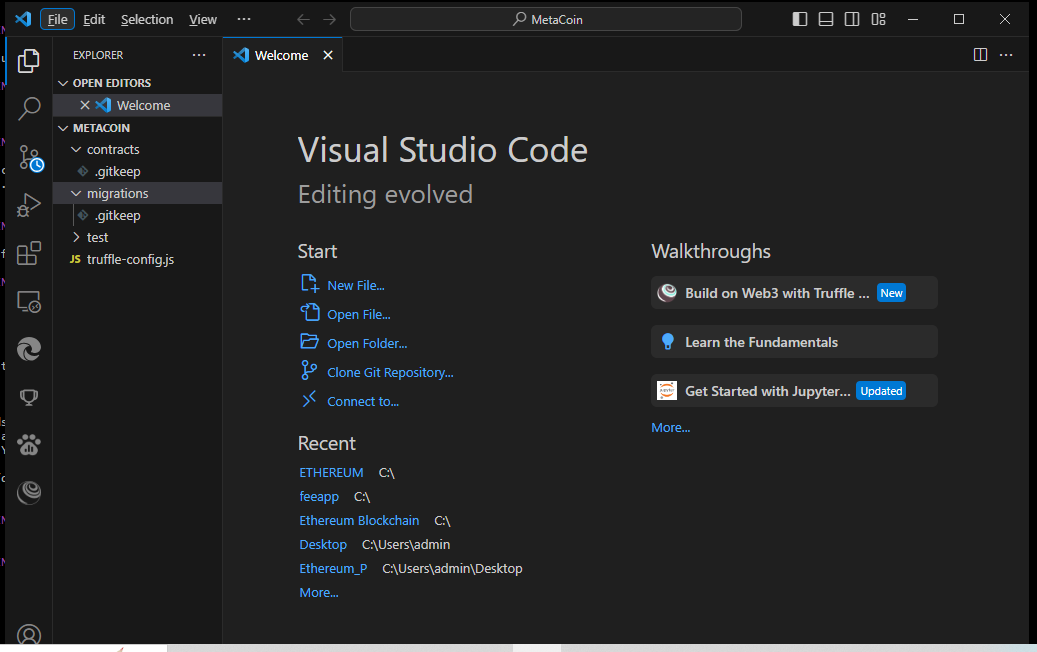 File Edit Selection View ··· MetaCoin
EXPLORER ···
Welcome
OPEN EDITORS
Welcome
METACOIN
contracts
.gitkeep
migrations
.gitkeep
test
JS truffle-config.js
Visual Studio Code
Editing evolved
Start
New File...
Open File...
Open Folder...
Clone Git Repository...
Connect to...
Recent
ETHEREUM C:\
feeapp C:\
Ethereum Blockchain C:\
Desktop C:\Users\admin
Ethereum_P C:\Users\admin\Desktop
More...
Walkthroughs
Build on Web3 with Truffle ... New
Learn the Fundamentals
Get Started with Jupyter... Updated
More...